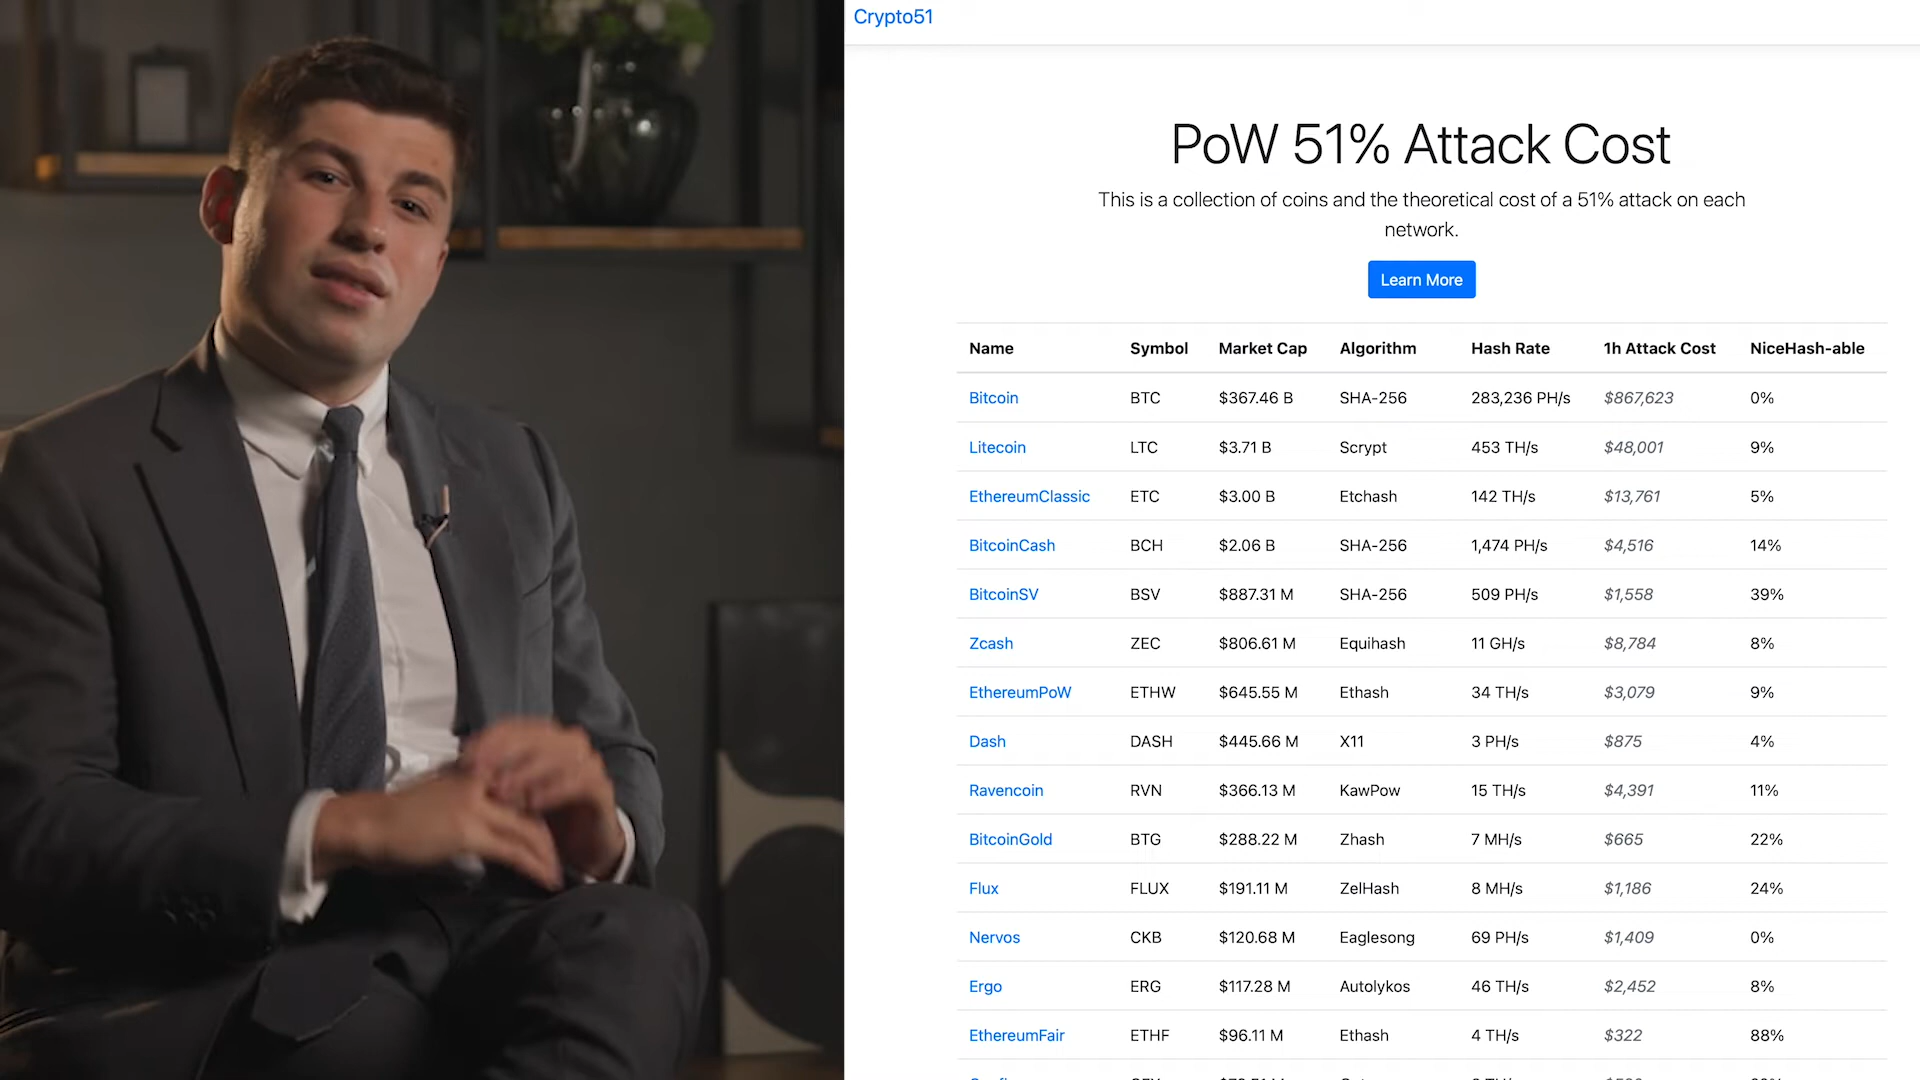 Crypto51
PoW 51% Attack Cost
This is a collection of coins and the theoretical cost of a 51% attack on each
network.
Learn More
Name Symbol Market Cap Algorithm Hash Rate 1h Attack Cost NiceHash-able
Bitcoin BTC $367.46 B SHA-256 283,236 PH/s $867,623 0%
Litecoin LTC $3.71 B Scrypt 453 TH/s $48,001 9%
EthereumClassic ETC $3.00 B Etchash 142 TH/s $13,761 5%
BitcoinCash BCH $2.06 B SHA-256 1,474 PH/s $4,516 14%
BitcoinSV BSV $887.31 M SHA-256 509 PH/s $1,558 39%
Zcash ZEC $806.61 M Equihash 11 GH/s $8,784 8%
EthereumPoW ETHW $645.55 M Ethash 34 TH/s $3,079 9%
Dash DASH $445.66 M X11 3 PH/s $875 4%
Ravencoin RVN $366.13 M KawPow 15 TH/s $4,391 11%
BitcoinGold BTG $288.22 M Zhash 7 MH/s $665 22%
Flux FLUX $191.11 M ZelHash 8 MH/s $1,186 24%
Nervos CKB $120.68 M Eaglesong 69 PH/s $1,409 0%
Ergo ERG $117.28 M Autolykos 46 TH/s $2,452 8%
EthereumFair ETHF $96.11 M Ethash 4 TH/s $322 88%